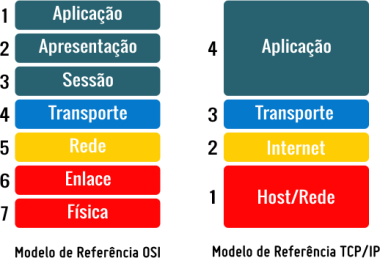 1 Aplicação
2 Apresentação
3 Sessão
4 Transporte
5 Rede
6 Enlace
7 Física
Modelo de Referência OSI
4 Aplicação
3 Transporte
2 Internet
1 Host/Rede
Modelo de Referência TCP/IP